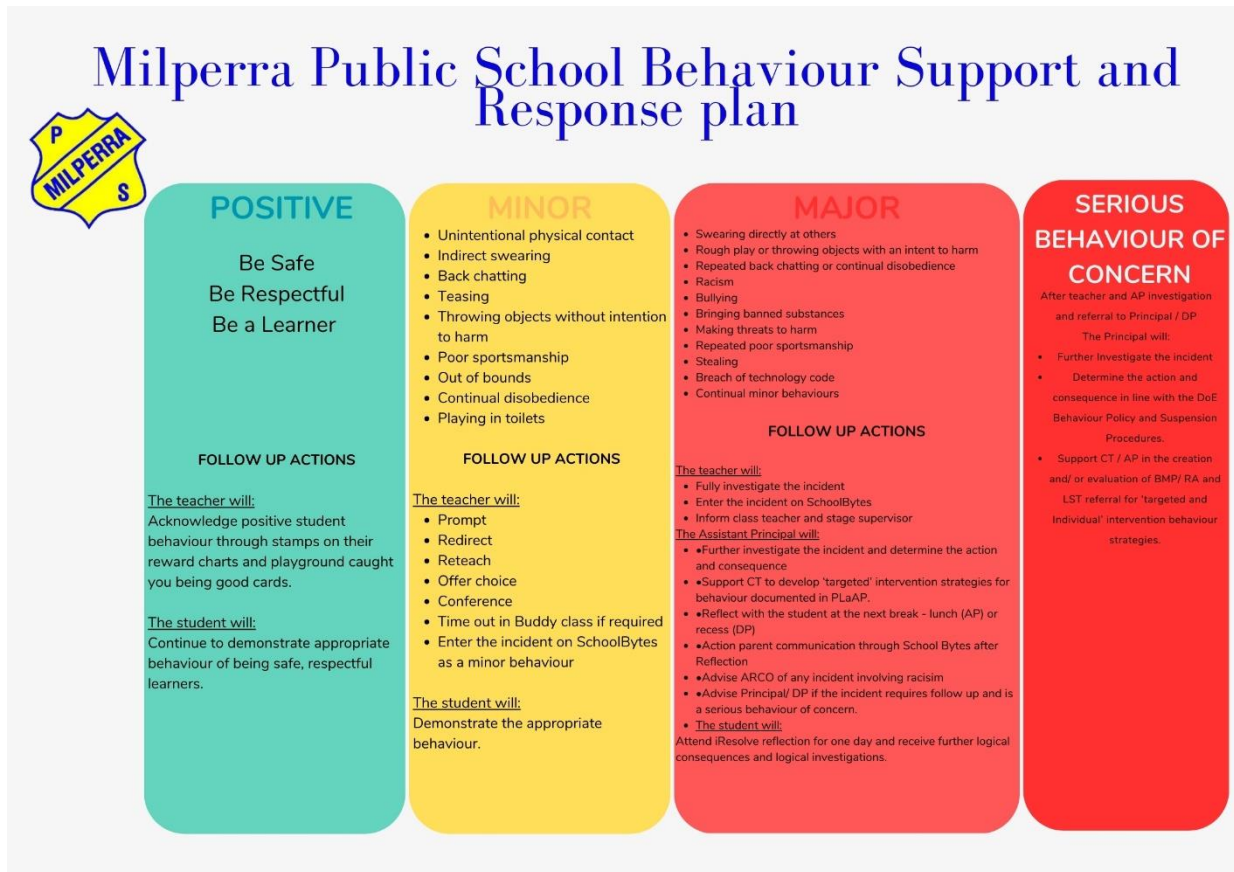 Milperra Public School Behaviour Support and
Response plan
P
MILPERRA
S
POSITIVE
Be Safe
Be Respectful
Be a Learner
FOLLOW UP ACTIONS
The teacher will:
Acknowledge positive student
behaviour through stamps on their
reward charts and playground caught
you being good cards.
The student will:
Continue to demonstrate appropriate
behaviour of being safe, respectful
learners.
MINOR
• Unintentional physical contact
• Indirect swearing
• Back chatting
• Teasing
• Throwing objects without intention
to harm
• Poor sportsmanship
• Out of bounds
• Continual disobedience
• Playing in toilets
FOLLOW UP ACTIONS
The teacher will:
• Prompt
• Redirect
• Reteach
• Offer choice
• Conference
• Time out in Buddy class if required
• Enter the incident on SchoolBytes
as a minor behaviour
The student will:
Demonstrate the appropriate
behaviour.
MAJOR
• Swearing directly at others
• Rough play or throwing objects with an intent to harm
• Repeated back chatting or continual disobedience
• Racism
• Bullying
• Bringing banned substances
• Making threats to harm
• Repeated poor sportsmanship
• Stealing
• Breach of technology code
• Continual minor behaviours
FOLLOW UP ACTIONS
The teacher will:
• Fully investigate the incident
• Enter the incident on SchoolBytes
• Inform class teacher and stage supervisor
The Assistant Principal will:
• •Further investigate the incident and determine the action
and consequence
• •Support CT to develop 'targeted' intervention strategies for
behaviour documented in PLaAP.
• •Reflect with the student at the next break - lunch (AP) or
recess (DP)
• •Action parent communication through School Bytes after
Reflection
• •Advise ARCO of any incident involving racisim
• •Advise Principal/ DP if the incident requires follow up and is
a serious behaviour of concern.
• The student will:
Attend iResolve reflection for one day and receive further logical
consequences and logical investigations.
SERIOUS
BEHAVIOUR OF
CONCERN
After teacher and AP investigation
and referral to Principal / DP
The Principal will:
• Further Investigate the incident
• Determine the action and
consequence in line with the DoE
Behaviour Policy and Suspension
Procedures.
• Support CT / AP in the creation
and/ or evaluation of BMP/ RA and
LST referral for 'targeted and
Individual' intervention behaviour
strategies.